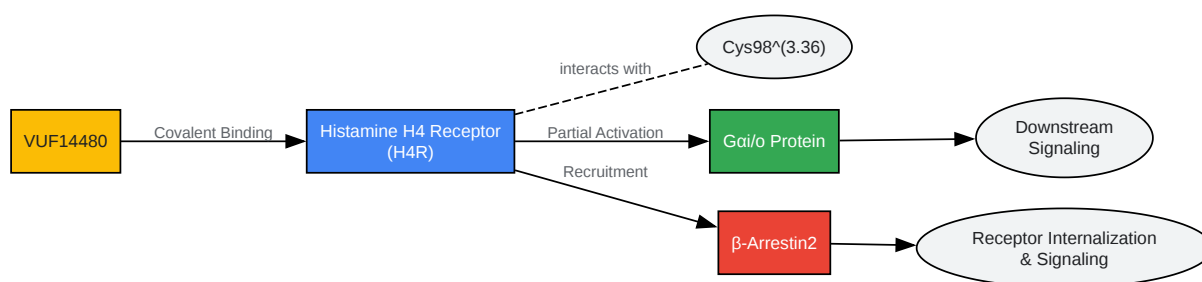 Cys98^(3.36)
interacts with
VUF14480
Covalent Binding
Histamine H4 Receptor
(H4R)
Partial Activation
Gαi/o Protein
Downstream
Signaling
Recruitment
β-Arrestin2
Receptor Internalization
& Signaling